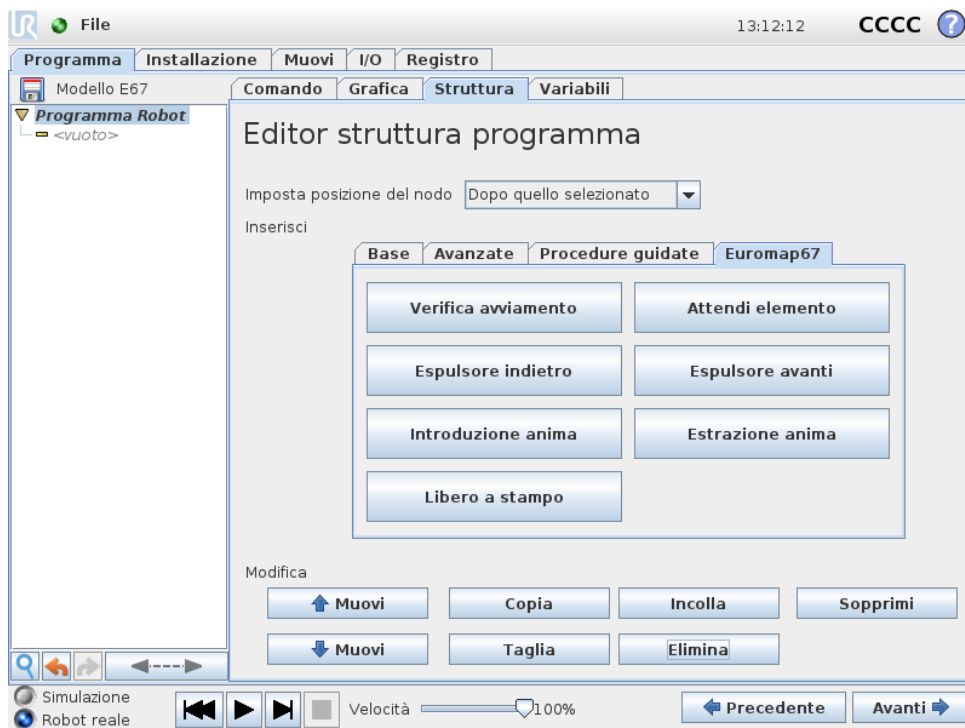 UR File 13:12:12 CCCC ?
Programma Installazione Muovi I/O Registro
Modello E67 Comando Grafica Struttura Variabili
Programma Robot
<vuoto>
Editor struttura programma
Imposta posizione del nodo Dopo quello selezionato
Inserisci
Base Avanzate Procedure guidate Euromap67
Verifica avviamento Attendi elemento
Espulsore indietro Espulsore avanti
Introduzione anima Estrazione anima
Libero a stampo
Modifica
Muovi Copia Incolla Sopprimi
Muovi Taglia Elimina
Simulazione
Robot reale
Velocità 100% Precedente Avanti